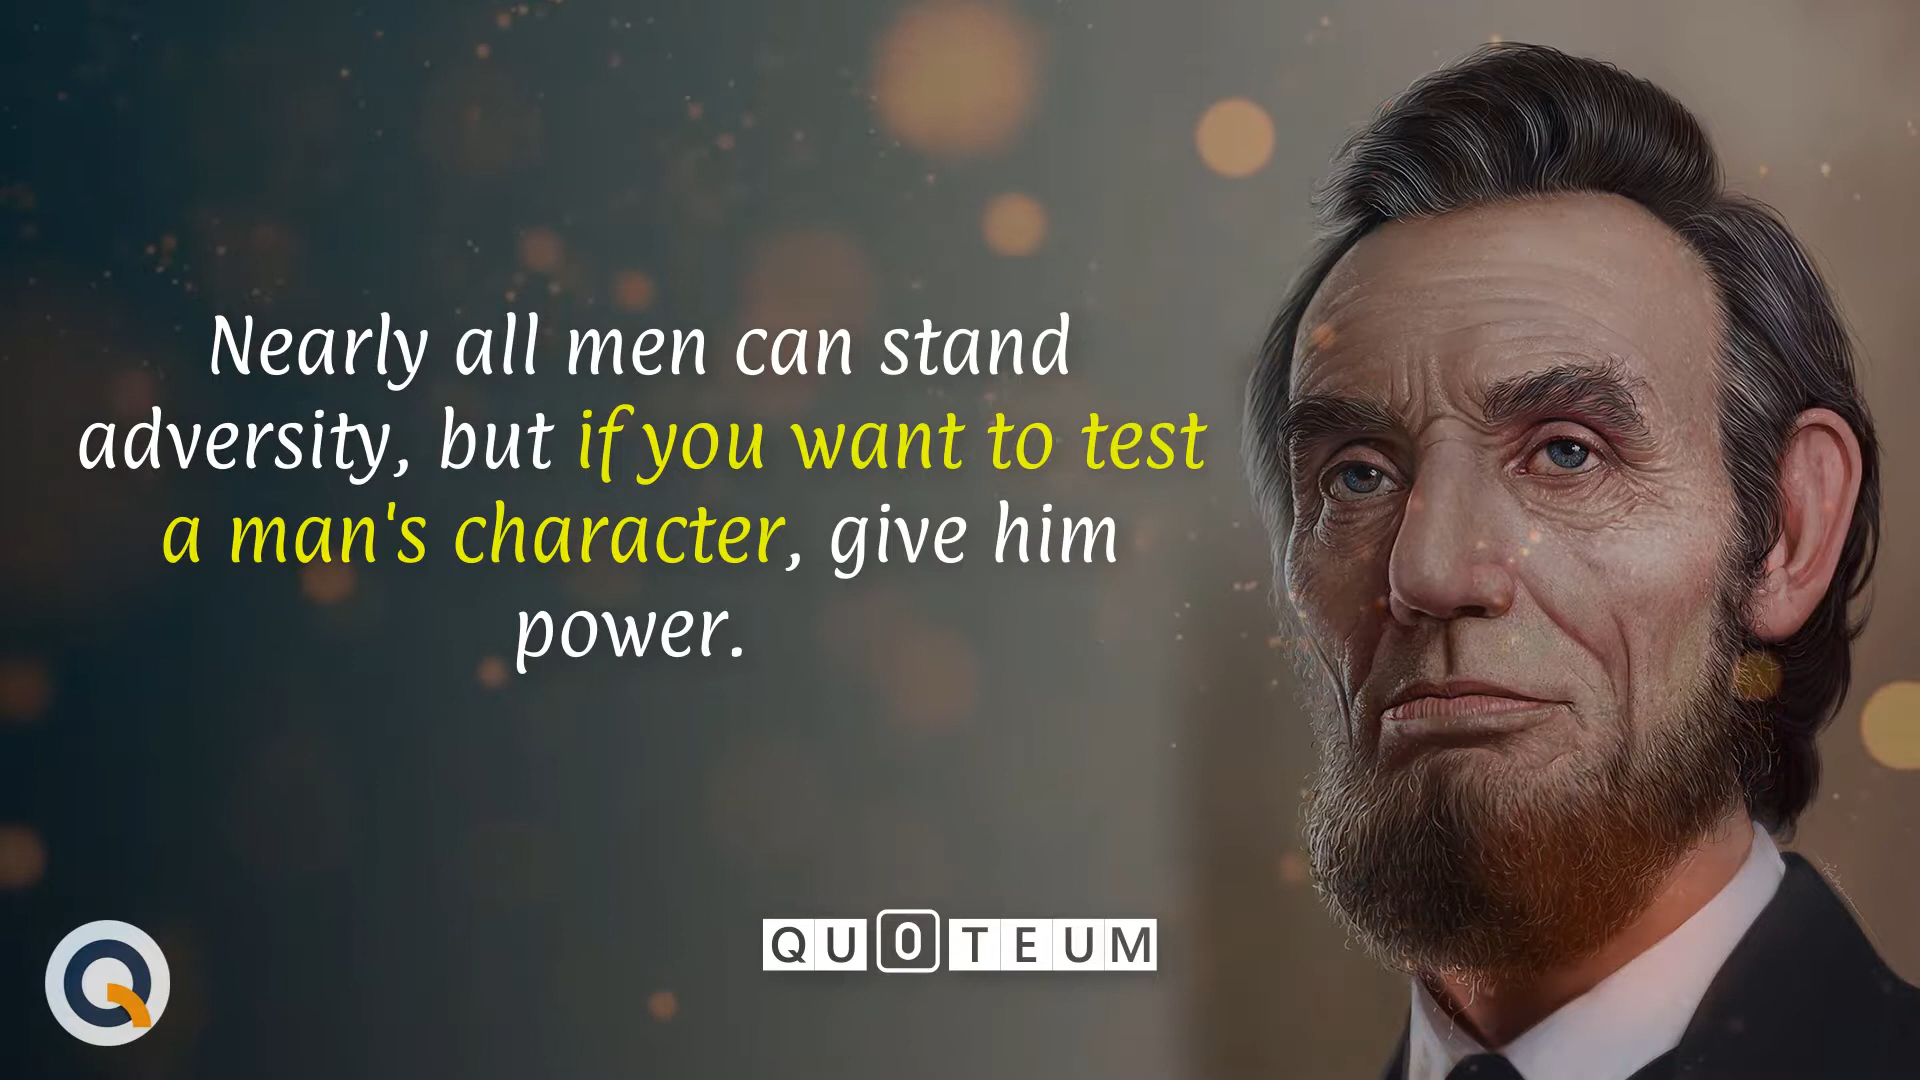 Nearly all men can stand
adversity, but if you want to test
a man's character, give him
power.
QUOTEUM
Q